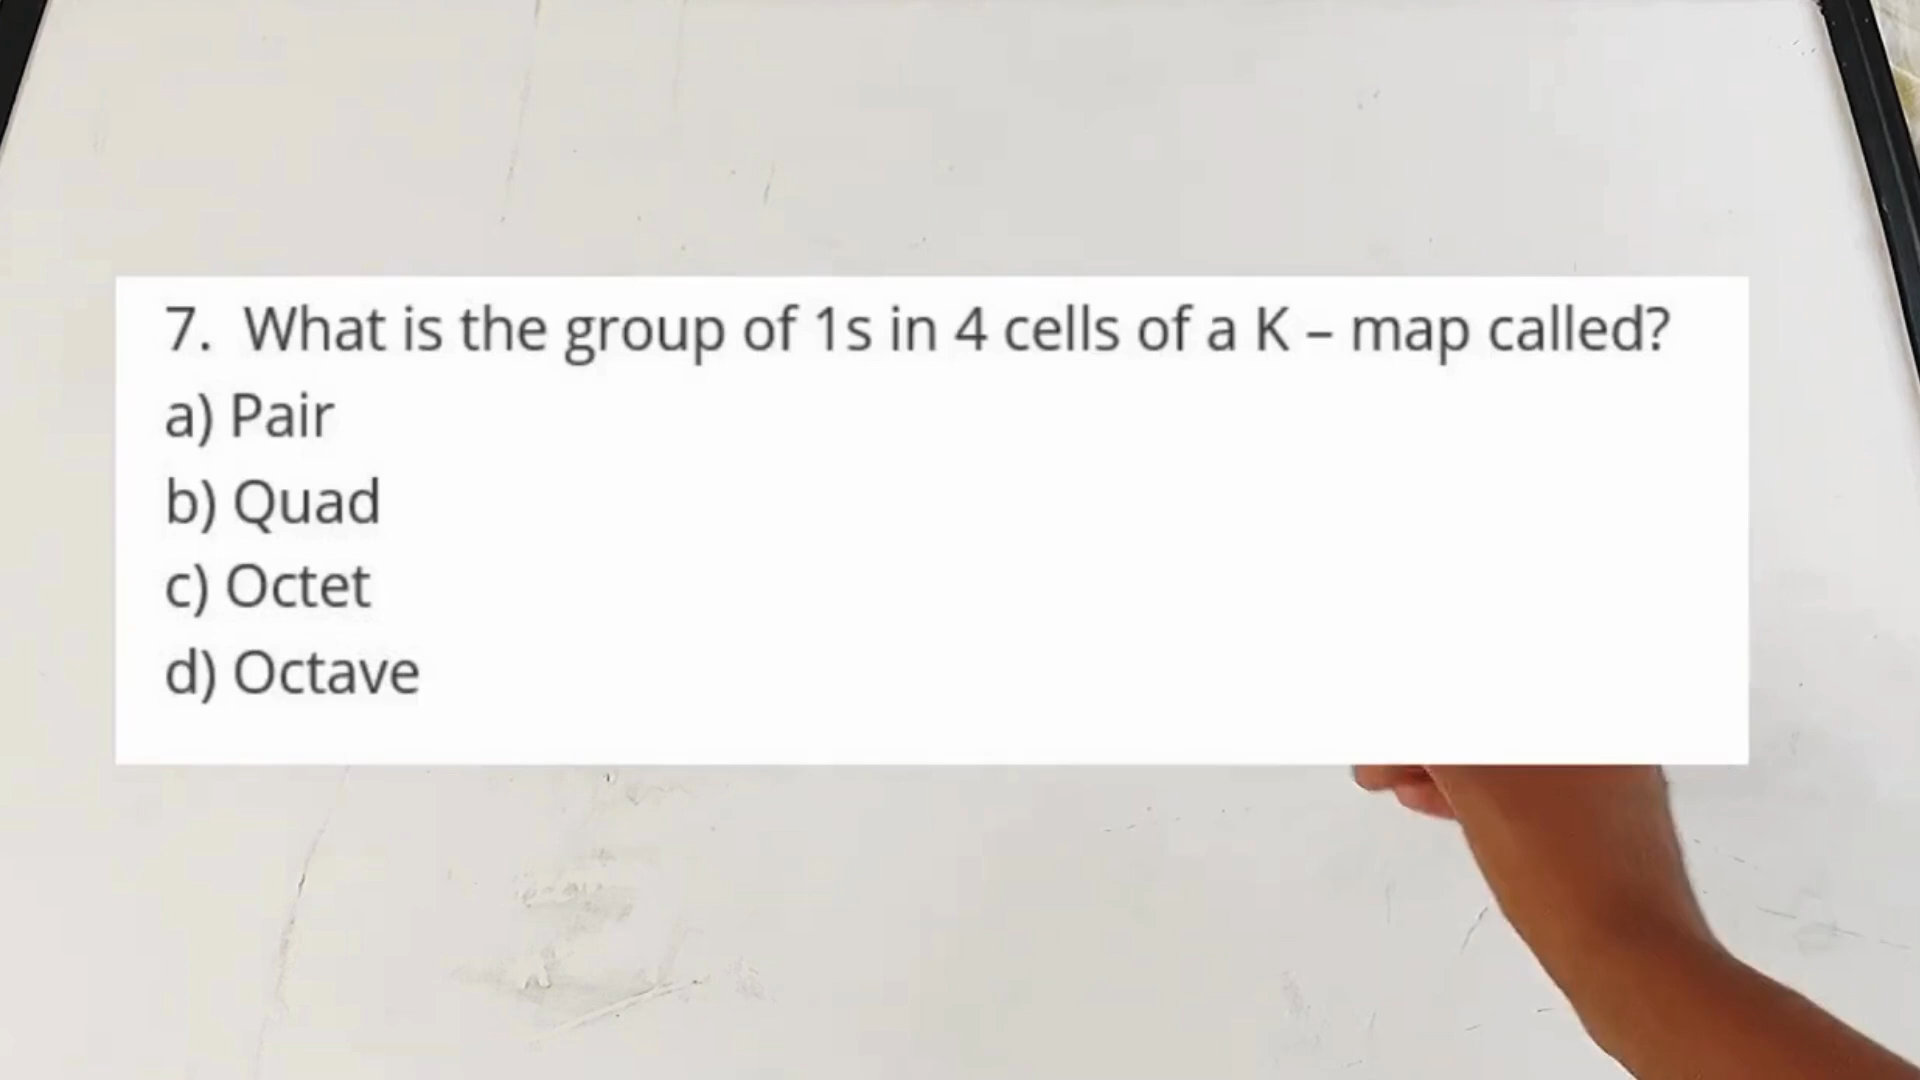 7. What is the group of 1s in 4 cells of a K – map called?
a) Pair
b) Quad
c) Octet
d) Octave